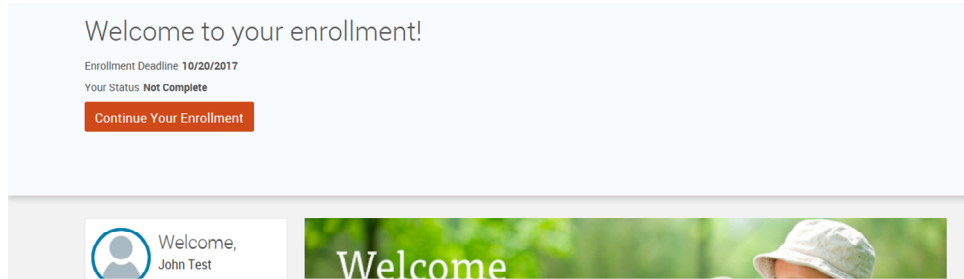 Welcome to your enrollment!
Enrollment Deadline 10/20/2017
Your Status Not Complete
Continue Your Enrollment
Welcome,
John Test
Welcome